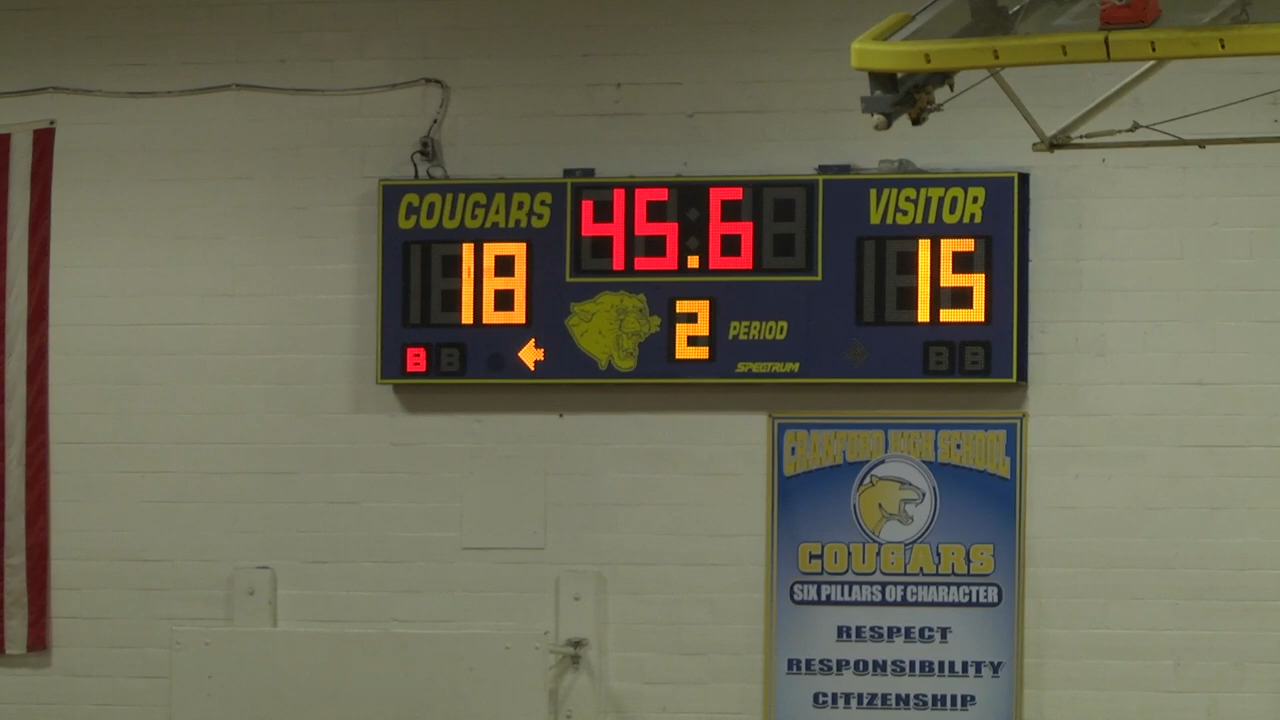 COUGARS 45.6 VISITOR
18 15
2 PERIOD
B B B B
SPECTRUM
CRANFORD HIGH SCHOOL
COUGARS
SIX PILLARS OF CHARACTER
RESPECT
RESPONSIBILITY
CITIZENSHIP